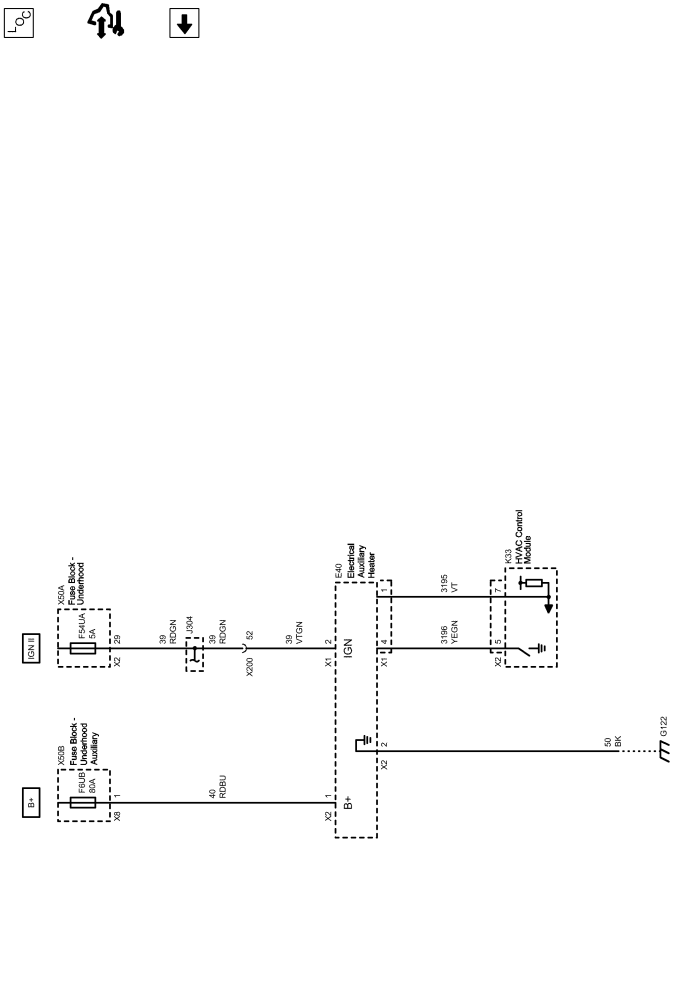 LOC
IGN II
X50A
Fuse Block -
Underhood
F54UA
5A
X2
29
39
RDGN
J304
39
RDGN
X200
52
39
VTGN
X1
2
IGN
B+
X50B
Fuse Block -
Underhood
Auxiliary
F6UB
80A
X8
1
40
RDBU
X2
1
B+
E40
Electrical
Auxiliary
Heater
X2
2
50
BK
G122
X1
4
1
3196
YEGN
3195
VT
X2
5
7
K33
HVAC Control
Module